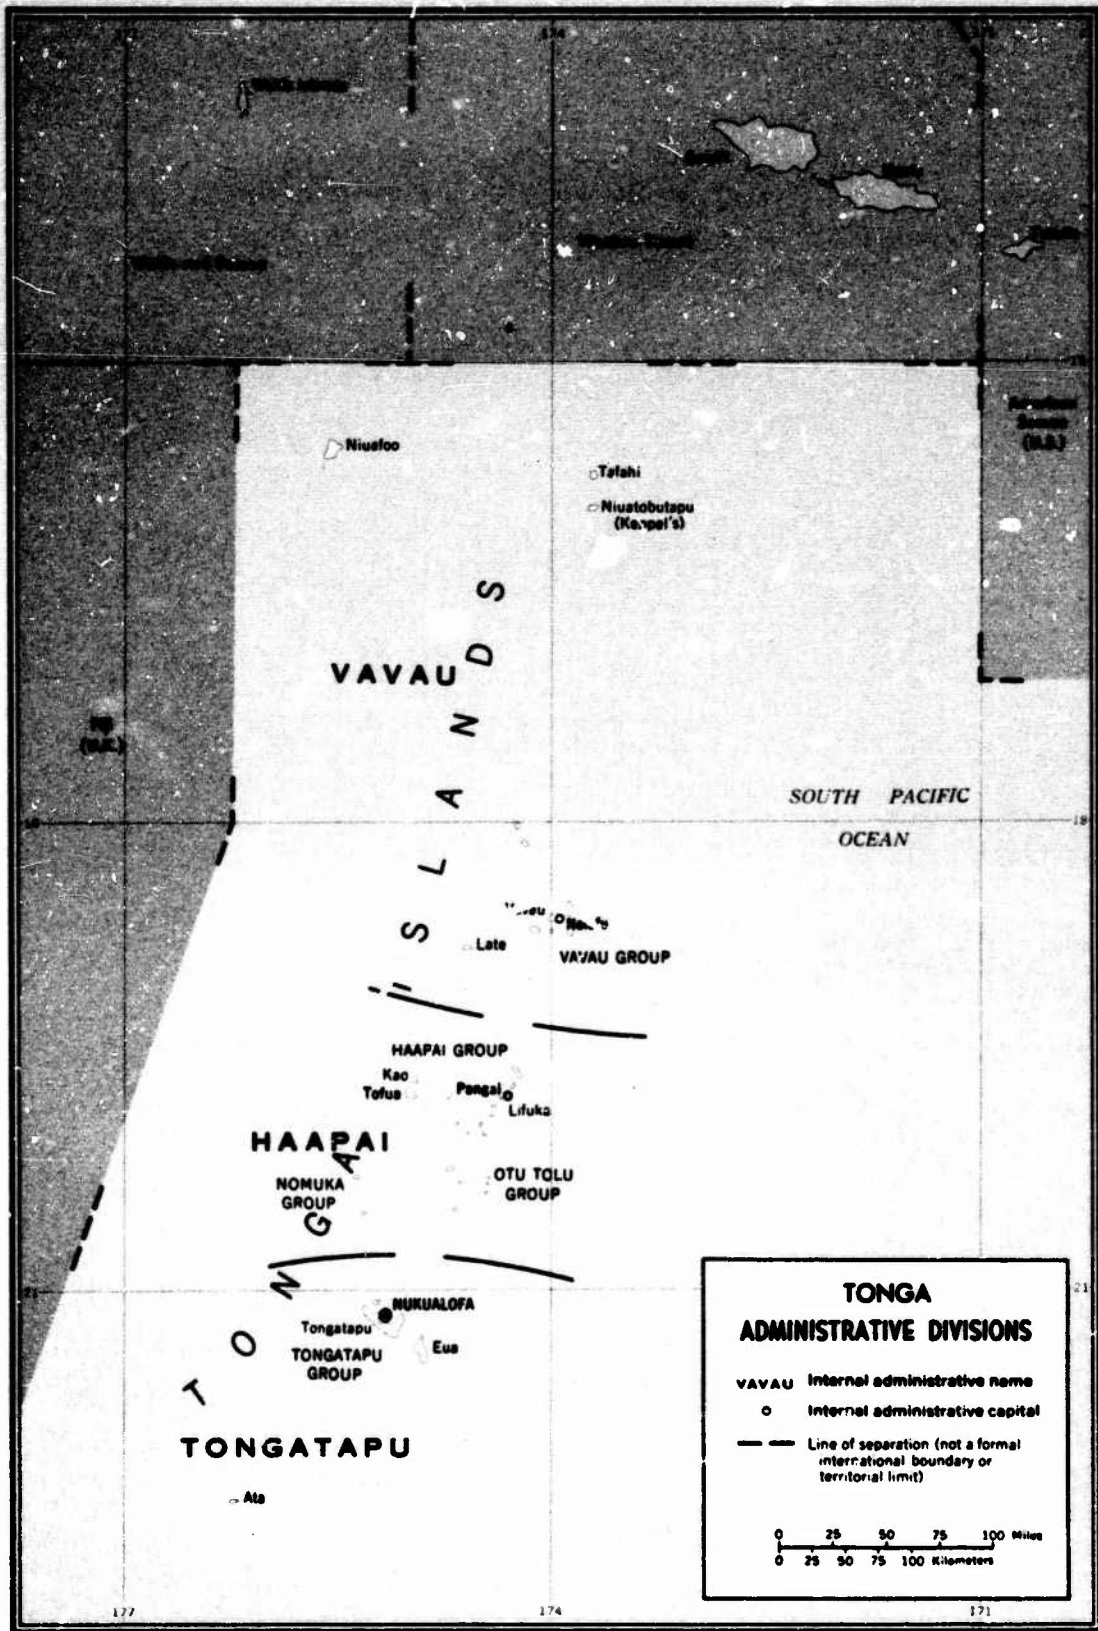 174
Niuafoo
Tafahi
Niuatobutapu
VAVAU
SOUTH PACIFIC
OCEAN
18
Late
VAVAU GROUP
HAAPAI GROUP
Kao
Tofua
Pangai
Lifuka
HAAPAI
NOMUKA
GROUP
OTU TOLU
GROUP
TONGA ISLANDS
21
21
NUKUALOFA
Tongatapu
Eua
TONGATAPU
GROUP
TONGATAPU
Ata
TONGA
ADMINISTRATIVE DIVISIONS
VAVAU Internal administrative name
Internal administrative capital
Line of separation (not a formal
international boundary or
territorial limit)
0 25 50 75 100 Miles
0 25 50 75 100 Kilometers
177
174
171